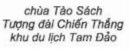 chùa Tào Sách
Tượng đài Chiến Thắng
khu du lịch Tam Đảo